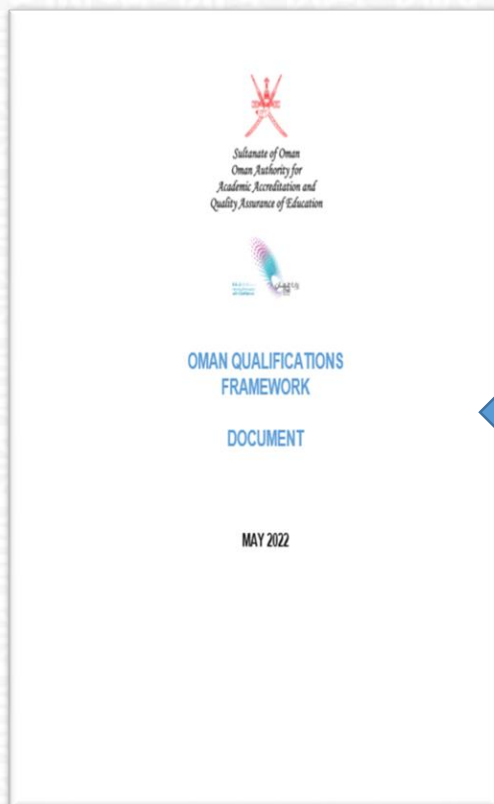 Sultanate of Oman
Oman Authority for
Academic Accreditation and
Quality Assurance of Education
OMAN QUALIFICATIONS
FRAMEWORK
DOCUMENT
MAY 2022